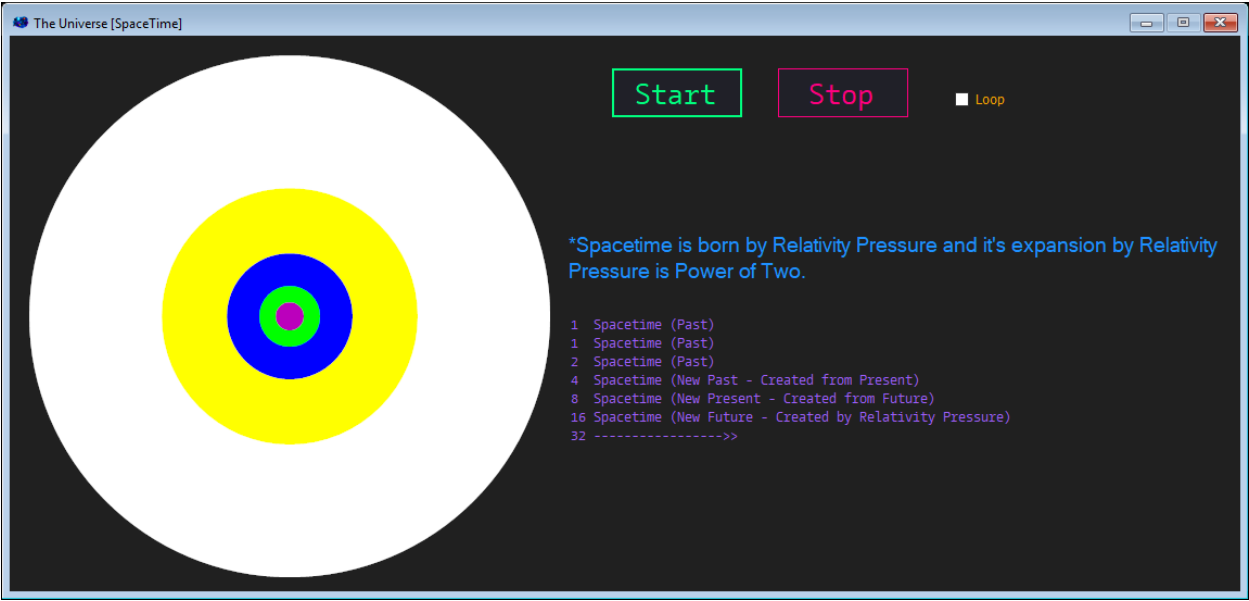 The Universe [SpaceTime]
Start
Stop
Loop
*Spacetime is born by Relativity Pressure and it's expansion by Relativity
Pressure is Power of Two.
1 Spacetime (Past)
1 Spacetime (Past)
2 Spacetime (Past)
4 Spacetime (New Past - Created from Present)
8 Spacetime (New Present - Created from Future)
16 Spacetime (New Future - Created by Relativity Pressure)
32 ----------------->>